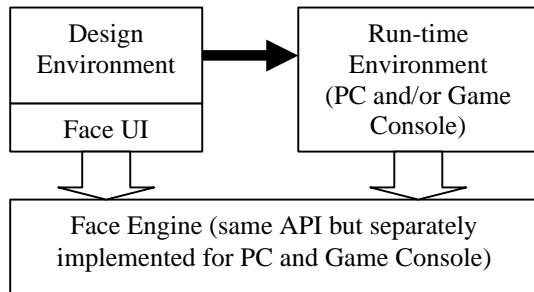 Design
Environment
Face UI
Run-time
Environment
(PC and/or Game
Console)
Face Engine (same API but separately
implemented for PC and Game Console)